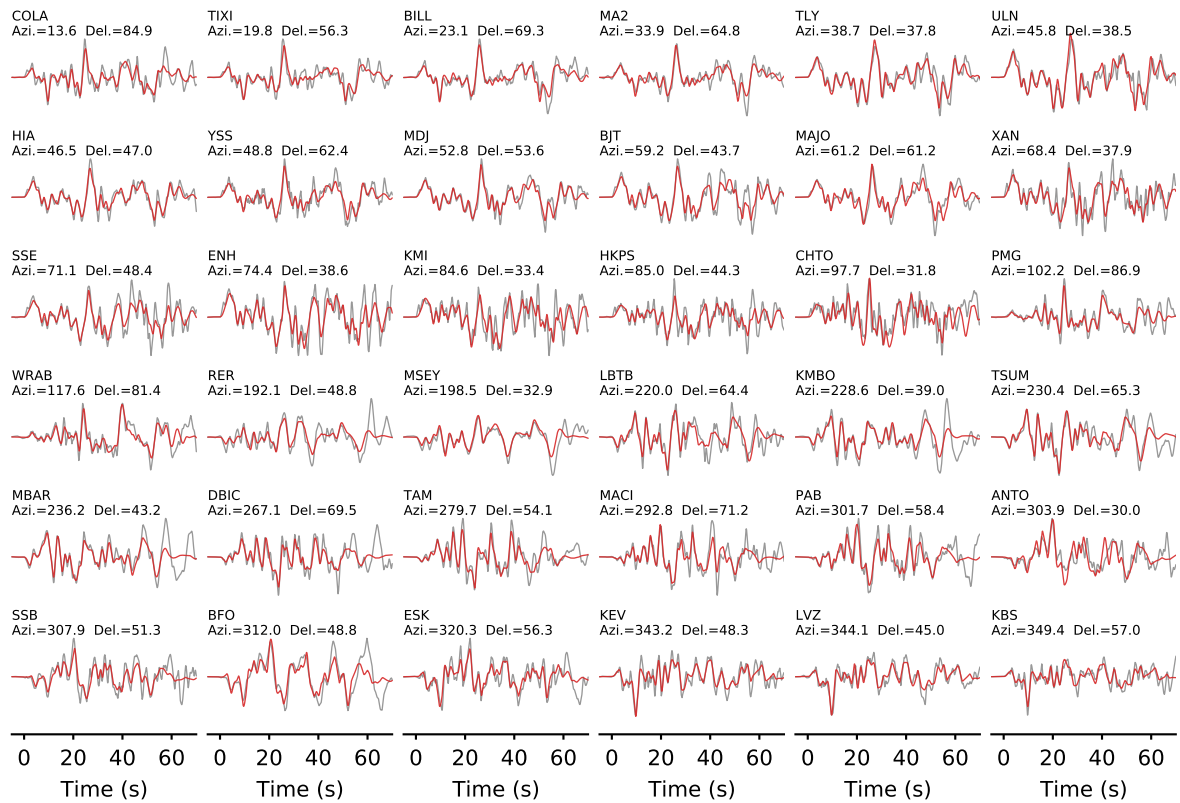 COLA TIXI BILL MA2 TLY ULN
Azi.=13.6 Del.=84.9 Azi.=19.8 Del.=56.3 Azi.=23.1 Del.=69.3 Azi.=33.9 Del.=64.8 Azi.=38.7 Del.=37.8 Azi.=45.8 Del.=38.5
HIA YSS MDJ BJT MAJO XAN
Azi.=46.5 Del.=47.0 Azi.=48.8 Del.=62.4 Azi.=52.8 Del.=53.6 Azi.=59.2 Del.=43.7 Azi.=61.2 Del.=61.2 Azi.=68.4 Del.=37.9
SSE ENH KMI HKPS CHTO PMG
Azi.=71.1 Del.=48.4 Azi.=74.4 Del.=38.6 Azi.=84.6 Del.=33.4 Azi.=85.0 Del.=44.3 Azi.=97.7 Del.=31.8 Azi.=102.2 Del.=86.9
WRAB RER MSEY LBTB KMBO TSUM
Azi.=117.6 Del.=81.4 Azi.=192.1 Del.=48.8 Azi.=198.5 Del.=32.9 Azi.=220.0 Del.=64.4 Azi.=228.6 Del.=39.0 Azi.=230.4 Del.=65.3
MBAR DBIC TAM MACI PAB ANTO
Azi.=236.2 Del.=43.2 Azi.=267.1 Del.=69.5 Azi.=279.7 Del.=54.1 Azi.=292.8 Del.=71.2 Azi.=301.7 Del.=58.4 Azi.=303.9 Del.=30.0
SSB BFO ESK KEV LVZ KBS
Azi.=307.9 Del.=51.3 Azi.=312.0 Del.=48.8 Azi.=320.3 Del.=56.3 Azi.=343.2 Del.=48.3 Azi.=344.1 Del.=45.0 Azi.=349.4 Del.=57.0
0 20 40 60 0 20 40 60 0 20 40 60 0 20 40 60 0 20 40 60 0 20 40 60
Time (s) Time (s) Time (s) Time (s) Time (s) Time (s)